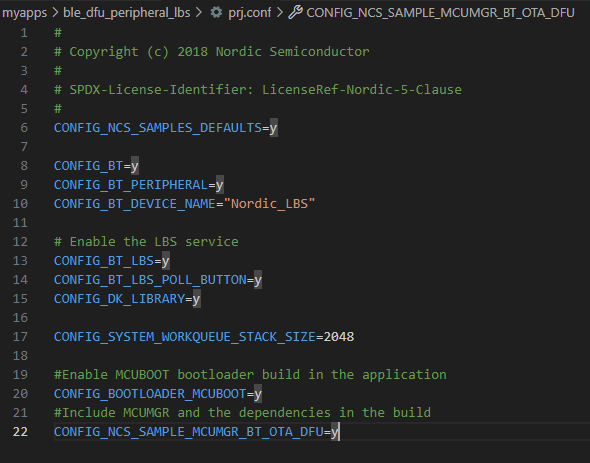 myapps > ble_dfu_peripheral_lbs > prj.conf > CONFIG_NCS_SAMPLE_MCUMGR_BT_OTA_DFU
1 #
2 # Copyright (c) 2018 Nordic Semiconductor
3 #
4 # SPDX-License-Identifier: LicenseRef-Nordic-5-Clause
5 #
6 CONFIG_NCS_SAMPLES_DEFAULTS=y
7
8 CONFIG_BT=y
9 CONFIG_BT_PERIPHERAL=y
10 CONFIG_BT_DEVICE_NAME="Nordic_LBS"
11
12 # Enable the LBS service
13 CONFIG_BT_LBS=y
14 CONFIG_BT_LBS_POLL_BUTTON=y
15 CONFIG_DK_LIBRARY=y
16
17 CONFIG_SYSTEM_WORKQUEUE_STACK_SIZE=2048
18
19 #Enable MCUBOOT bootloader build in the application
20 CONFIG_BOOTLOADER_MCUBOOT=y
21 #Include MCUMGR and the dependencies in the build
22 CONFIG_NCS_SAMPLE_MCUMGR_BT_OTA_DFU=y